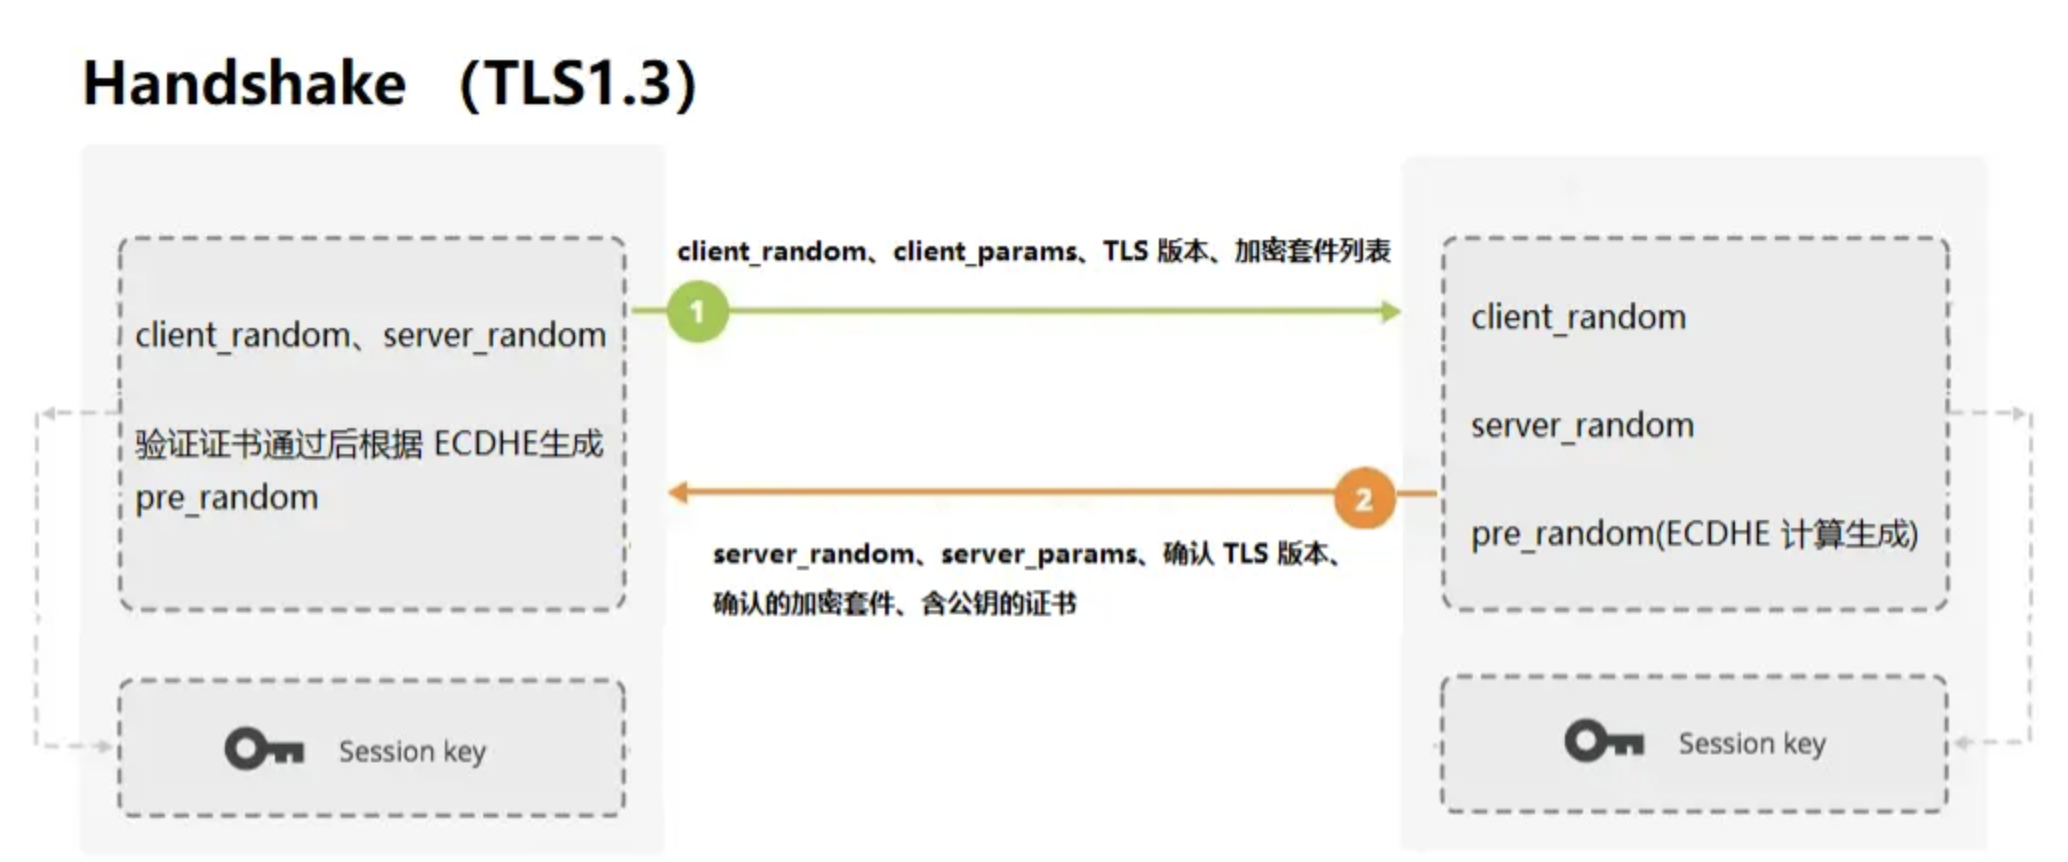 Handshake （TLS1.3）
client_random、client_params、TLS 版本、加密套件列表
1
client_random、server_random
验证证书通过后根据 ECDHE生成
pre_random
client_random
server_random
pre_random(ECDHE 计算生成)
2
server_random、server_params、确认 TLS 版本、
确认的加密套件、含公钥的证书
Session key
Session key